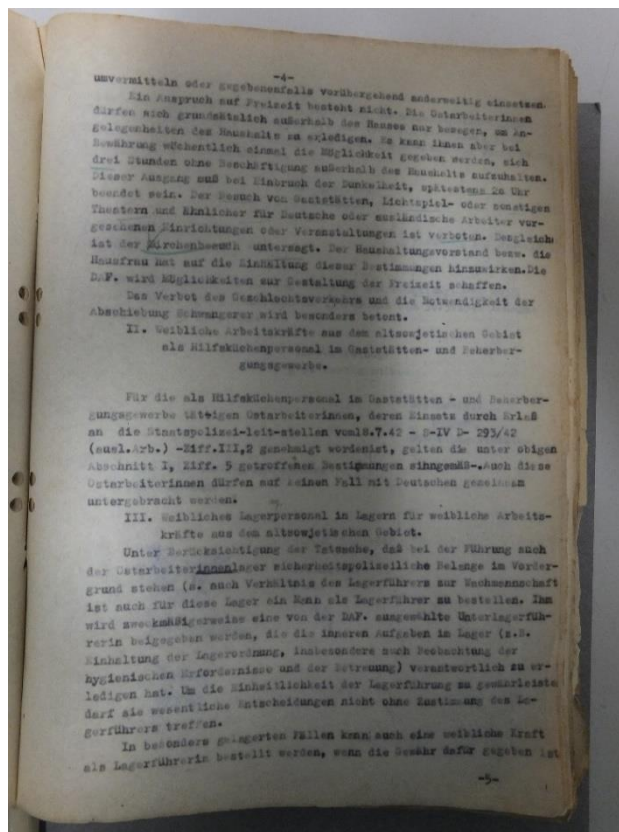 -4-
umvermitteln oder gegebenenfalls vorübergehend anderweitig einsetzen.
Ein Anspruch auf Freizeit besteht nicht. Die Ostarbeiterinnen
dürfen sich grundsätzlich außerhalb des Hauses nur bewegen, um An-
gelegenheiten des Haushalts zu erledigen. Es kann ihnen aber bei
Bewährung wöchentlich einmal die Möglichkeit gegeben werden, sich
drei Stunden ohne Beschäftigung außerhalb des Haushalts aufzuhalten.
Dieser Ausgang muß bei Einbruch der Dunkelheit, spätestens 20 Uhr
beendet sein. Der Besuch von Gaststätten, Lichtspiel- oder sonstigen
Theatern und ähnlicher für Deutsche oder ausländische Arbeiter vor-
gesehenen Einrichtungen oder Veranstaltungen ist verboten. Desgleichen
ist der Kirchenbesuch untersagt. Der Haushaltungsvorstand bezw. die
Hausfrau hat auf die Einhaltung dieser Bestimmungen hinzuwirken. Die
DAF. wird Möglichkeiten zur Gestaltung der Freizeit schaffen.
Das Verbot des Geschlechtsverkehrs und die Notwendigkeit der
Abschiebung Schwangerer wird besonders betont.
II. Weibliche Arbeitskräfte aus dem altsowjetischen Gebiet
als Hilfsküchenpersonal im Gaststätten- und Beherber-
gungsgewerbe.
Für die als Hilfsküchenpersonal im Gaststätten - und Beherber-
gungsgewerbe tätigen Ostarbeiterinnen, deren Einsatz durch Erlaß
an die Staatspolizei-leit-stellen vom 18.7.42 - S-IV D- 293/42
(ausl.Arb.) -Ziff.III,2 genehmigt worden ist, gelten die unter obigen
Abschnitt I, Ziff. 5 getroffenen Bestimmungen sinngemäß-. Auch diese
Ostarbeiterinnen dürfen auf keinen Fall mit Deutschen gemeinsam
untergebracht werden.
III. Weibliches Lagerpersonal in Lagern für weibliche Arbeits-
kräfte aus dem altsowjetischen Gebiet.
Unter Berücksichtigung der Tatsache, daß bei der Führung auch
der Ostarbeiterinnenlager sicherheitspolizeiliche Belange im Vorder-
grund stehen (s. auch Verhältnis des Lagerführers zur Wachmannschaft
ist auch für diese Lager ein Mann als Lagerführer zu bestellen. Ihm
wird zweckmäßigerweise eine von der DAF. ausgewählte Unterlagerfüh-
rerin beigegeben werden, die die inneren Aufgaben im Lager (z.B.
Einhaltung der Lagerordnung, insbesondere auch Beobachtung der
hygienischen Erfordernisse und der Betreuung) verantwortlich zu er-
ledigen hat. Um die Einheitlichkeit der Lagerführung zu gewährleisten
darf sie wesentliche Entscheidungen nicht ohne Zustimmung des La-
gerführers treffen.
In besonders gelagerten Fällen kann auch eine weibliche Kraft
als Lagerführerin bestellt werden, wenn die Gewähr dafür gegeben ist
-5-